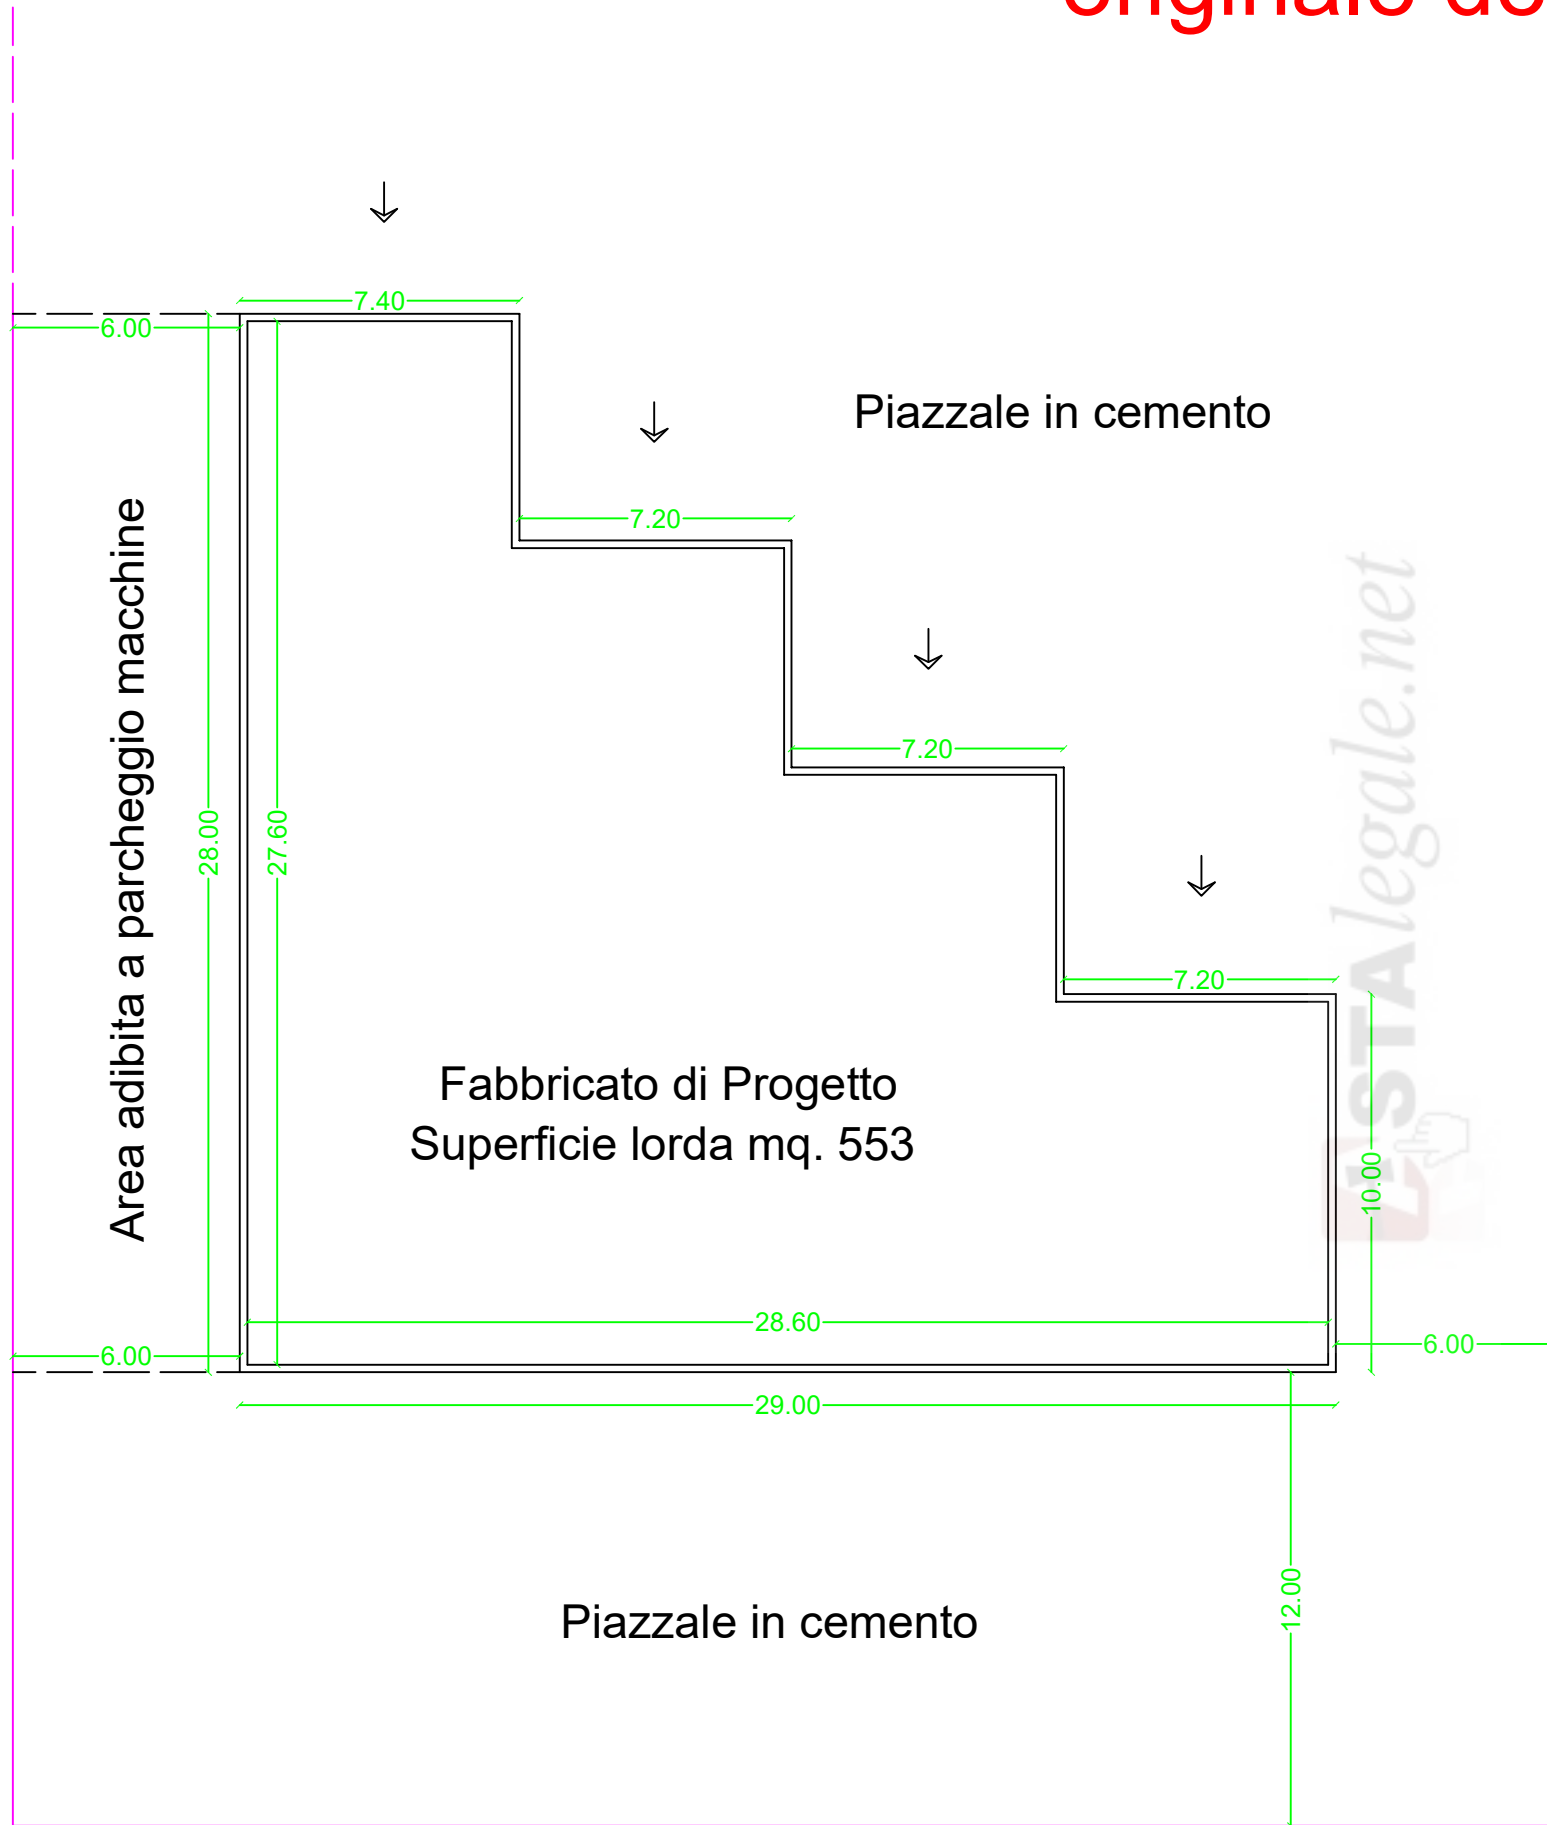 7.40
6.00
Piazzale in cemento
7.20
7.20
Area adibita a parcheggio macchine
28.00
27.60
7.20
ASTAlegale.net
Fabbricato di Progetto
Superficie lorda mq. 553
10.00
28.60
6.00
6.00
29.00
12.00
Piazzale in cemento